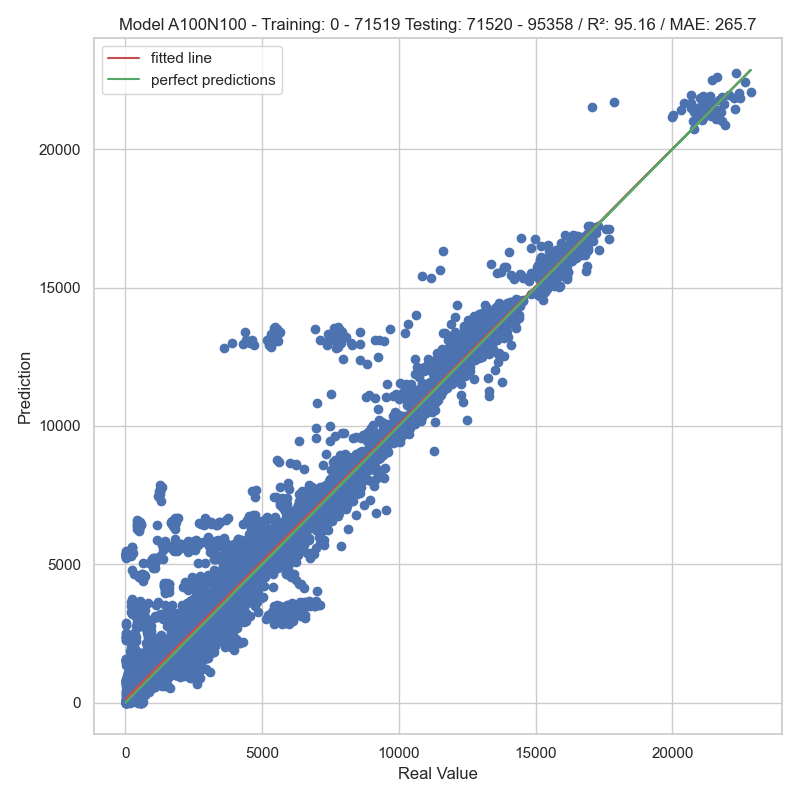 Model A100N100 - Training: 0 - 71519 Testing: 71520 - 95358 / R²: 95.16 / MAE: 265.7
fitted line
perfect predictions
20000
15000
10000
5000
0
Prediction
0 5000 10000 15000 20000
Real Value